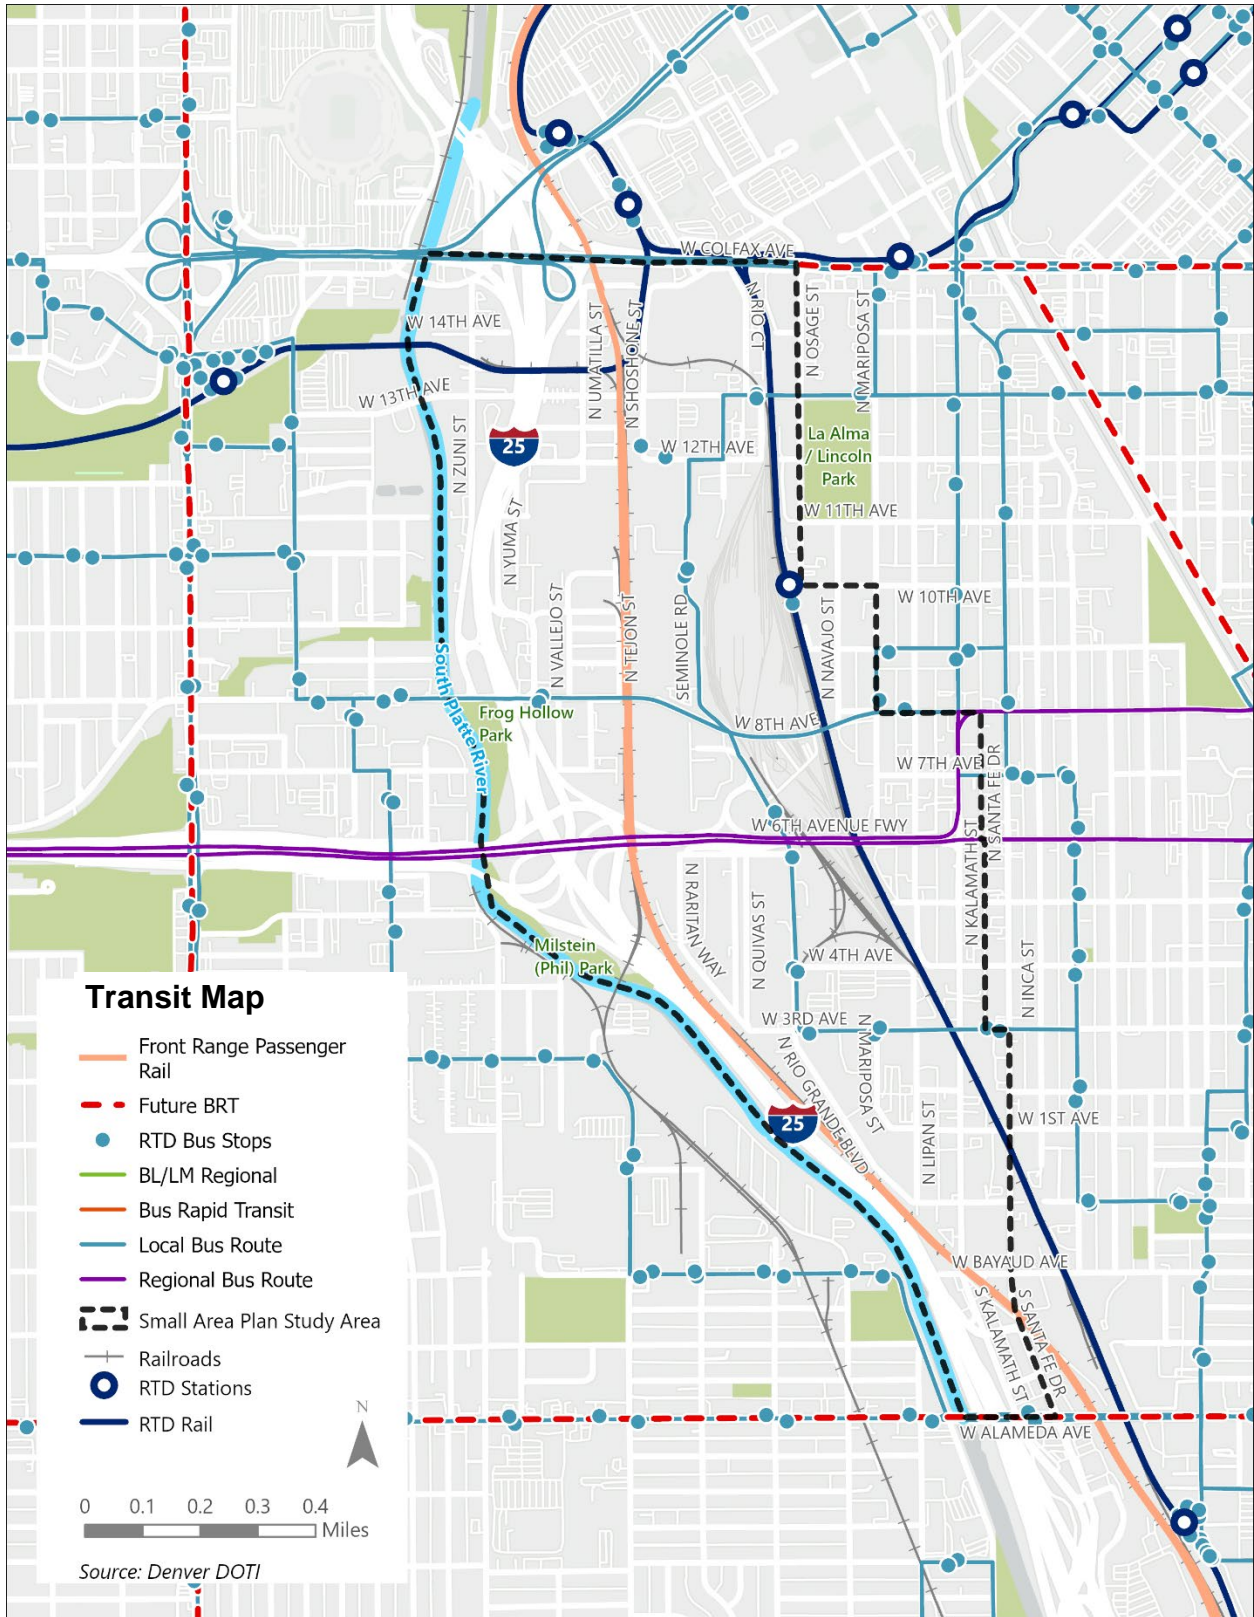 W COLFAX AVE
W 14TH AVE
N UMATILLA ST
N SHOSHONE ST
N RIO CT
N OSAGE ST
N MARIPOSA ST
W 13TH AVE
N ZUNI ST
25
W 12TH AVE
La Alma
/ Lincoln
Park
W 11TH AVE
N YUMA ST
N VALLEJO ST
N TEJON ST
SEMINOLE RD
N NAVAJO ST
W 10TH AVE
South Platte River
Frog Hollow
Park
W 8TH AVE
W 7TH AVE
N SANTA FE DR
W 6TH AVENUE FWY
N KALAMATH ST
N RARITAN WAY
N QUIVAS ST
Milstein
(Phil) Park
W 4TH AVE
N INCA ST
W 3RD AVE
N MARIPOSA ST
N RIO GRANDE BLVD
25
W 1ST AVE
N LIPAN ST
W BAYAUD AVE
S KALAMATH ST
S SANTA FE DR
W ALAMEDA AVE
Transit Map
Front Range Passenger
Rail
Future BRT
RTD Bus Stops
BL/LM Regional
Bus Rapid Transit
Local Bus Route
Regional Bus Route
Small Area Plan Study Area
Railroads
RTD Stations
RTD Rail
N
0 0.1 0.2 0.3 0.4
Miles
Source: Denver DOTI